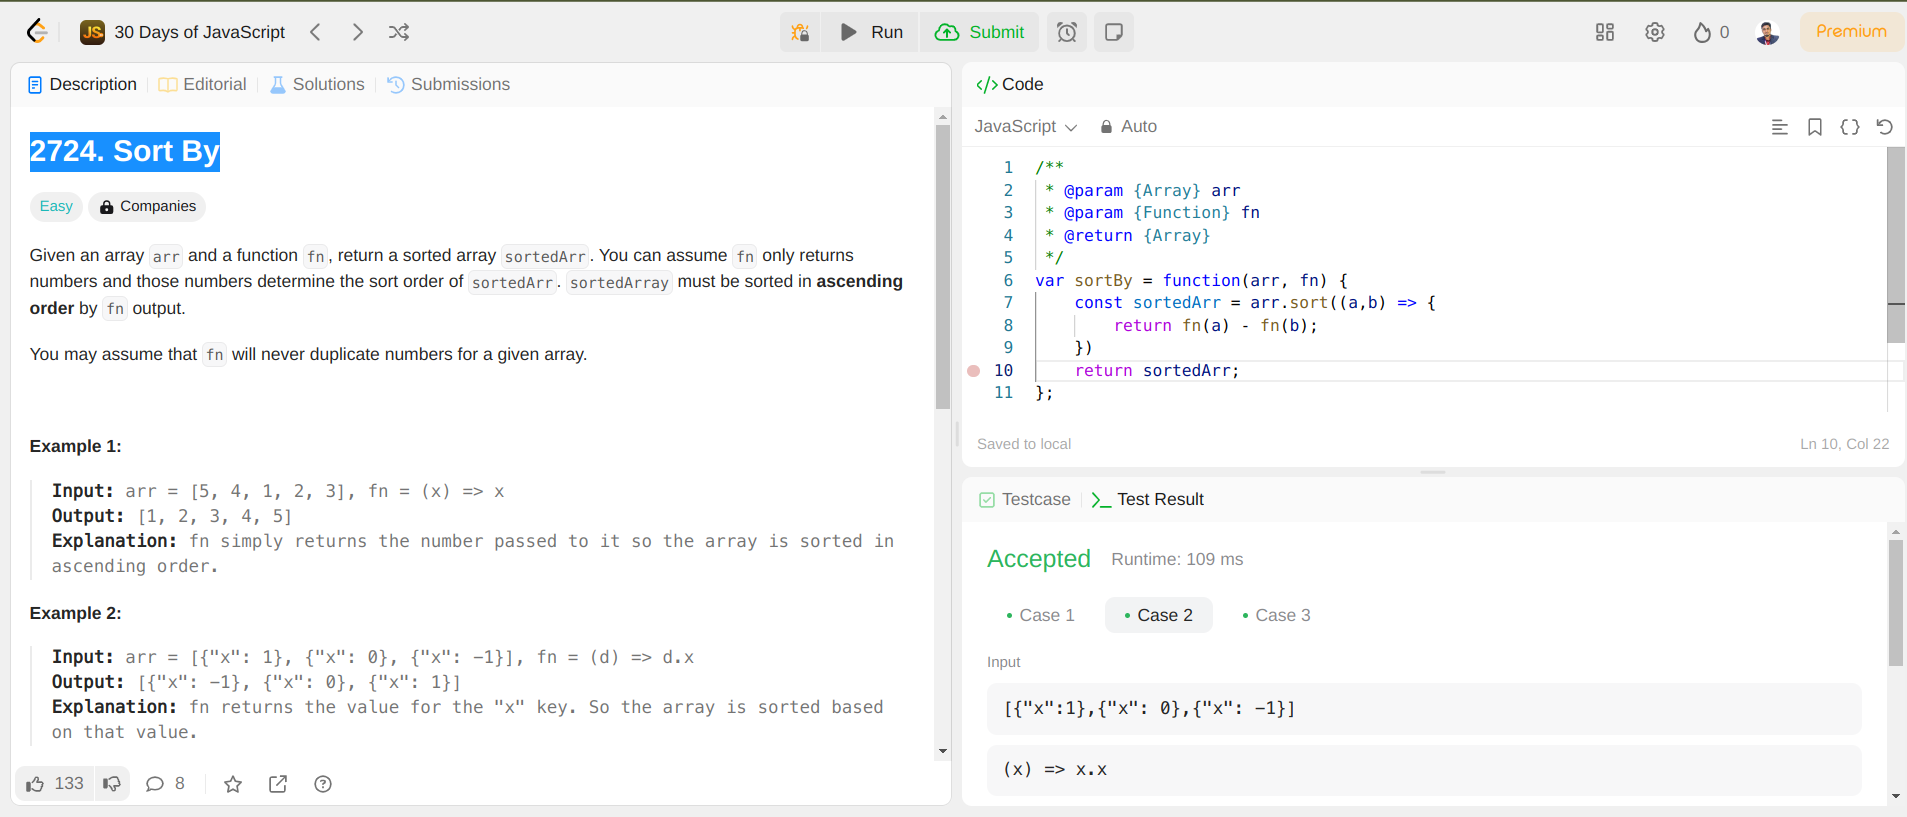 JS 30 Days of JavaScript
Run
Submit
0
Premium
Description
Editorial
Solutions
Submissions
2724. Sort By
Easy
Companies
Given an array arr and a function fn, return a sorted array sortedArr. You can assume fn only returns
numbers and those numbers determine the sort order of sortedArr. sortedArray must be sorted in ascending
order by fn output.
You may assume that fn will never duplicate numbers for a given array.
Example 1:
Input: arr = [5, 4, 1, 2, 3], fn = (x) => x
Output: [1, 2, 3, 4, 5]
Explanation: fn simply returns the number passed to it so the array is sorted in
ascending order.
Example 2:
Input: arr = [{"x": 1}, {"x": 0}, {"x": -1}], fn = (d) => d.x
Output: [{"x": -1}, {"x": 0}, {"x": 1}]
Explanation: fn returns the value for the "x" key. So the array is sorted based
on that value.
133
8
</> Code
JavaScript
Auto
1 /**
2 * @param {Array} arr
3 * @param {Function} fn
4 * @return {Array}
5 */
6 var sortBy = function(arr, fn) {
7 const sortedArr = arr.sort((a,b) => {
8 return fn(a) - fn(b);
9 })
10 return sortedArr;
11 };
Saved to local
Ln 10, Col 22
Testcase
Test Result
Accepted Runtime: 109 ms
• Case 1
• Case 2
• Case 3
Input
[{"x":1},{"x": 0},{"x": -1}]
(x) => x.x